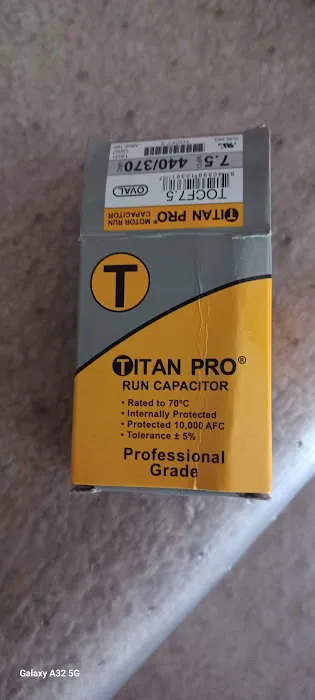 TITAN PRO®
MOTOR RUN
CAPACITOR
TOCF7.5
OVAL
7.5 440/370
T
TITAN PRO®
RUN CAPACITOR
• Rated to 70°C
• Internally Protected
• Protected 10,000 AFC
• Tolerance ± 5%
Professional
Grade
Galaxy A32 5G